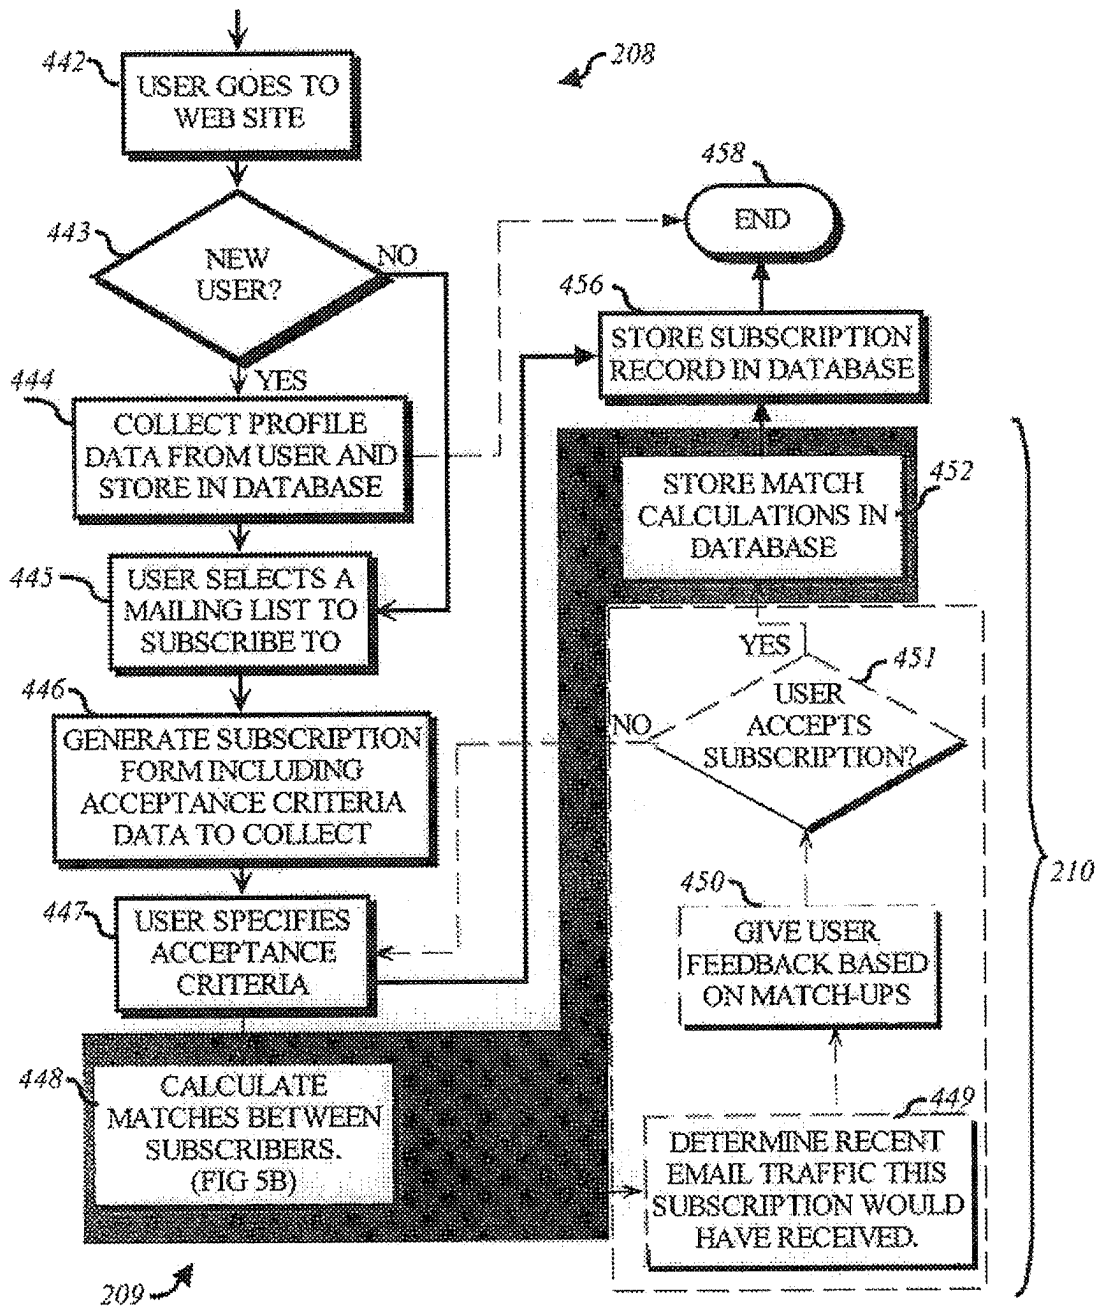 442
USER GOES TO
WEB SITE
208
443
NEW
USER?
NO
YES
458
END
456
STORE SUBSCRIPTION
RECORD IN DATABASE
444
COLLECT PROFILE
DATA FROM USER AND
STORE IN DATABASE
452
STORE MATCH
CALCULATIONS IN
DATABASE
445
USER SELECTS A
MAILING LIST TO
SUBSCRIBE TO
YES
451
USER
ACCEPTS
SUBSCRIPTION?
NO
446
GENERATE SUBSCRIPTION
FORM INCLUDING
ACCEPTANCE CRITERIA
DATA TO COLLECT
210
450
GIVE USER
FEEDBACK BASED
ON MATCH-UPS
447
USER SPECIFIES
ACCEPTANCE
CRITERIA
448
CALCULATE
MATCHES BETWEEN
SUBSCRIBERS.
(FIG 5B)
449
DETERMINE RECENT
EMAIL TRAFFIC THIS
SUBSCRIPTION WOULD
HAVE RECEIVED.
209